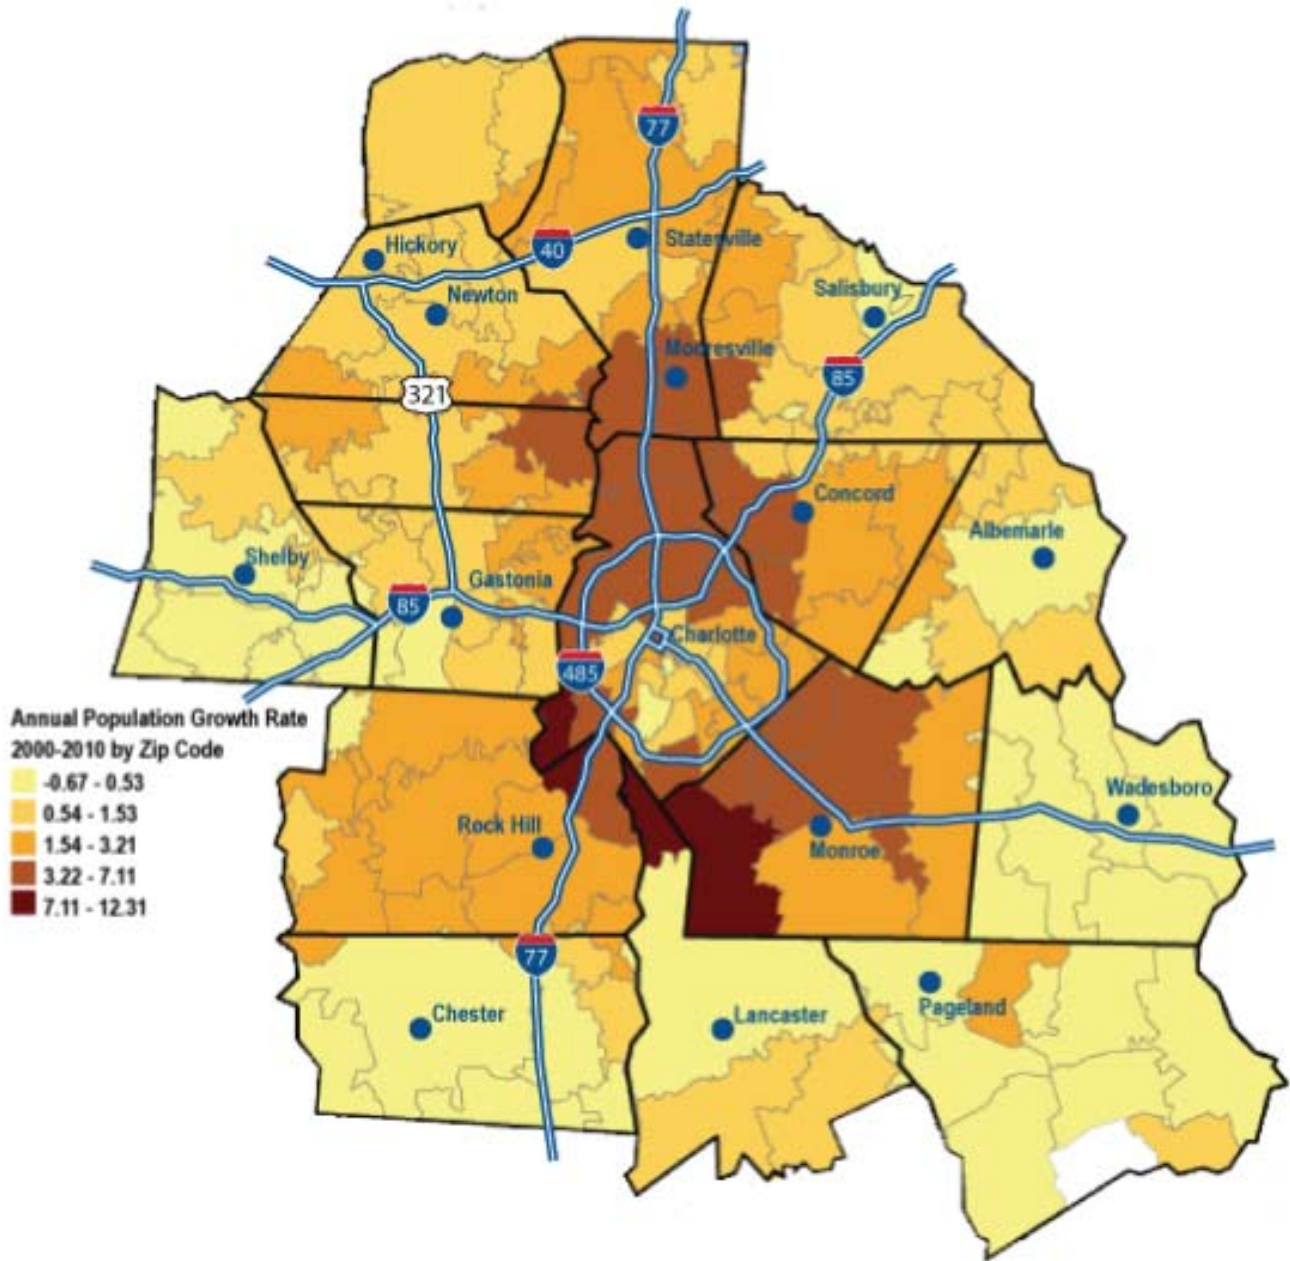 77
40
Statesville
Hickory
Newton
Salisbury
Mooresville
85
321
Concord
Albemarle
Shelby
Gastonia
85
Charlotte
485
Annual Population Growth Rate
2000-2010 by Zip Code
-0.67 - 0.53
0.54 - 1.53
1.54 - 3.21
3.22 - 7.11
7.11 - 12.31
Rock Hill
Monroe
Wadesboro
77
Chester
Lancaster
Pageland